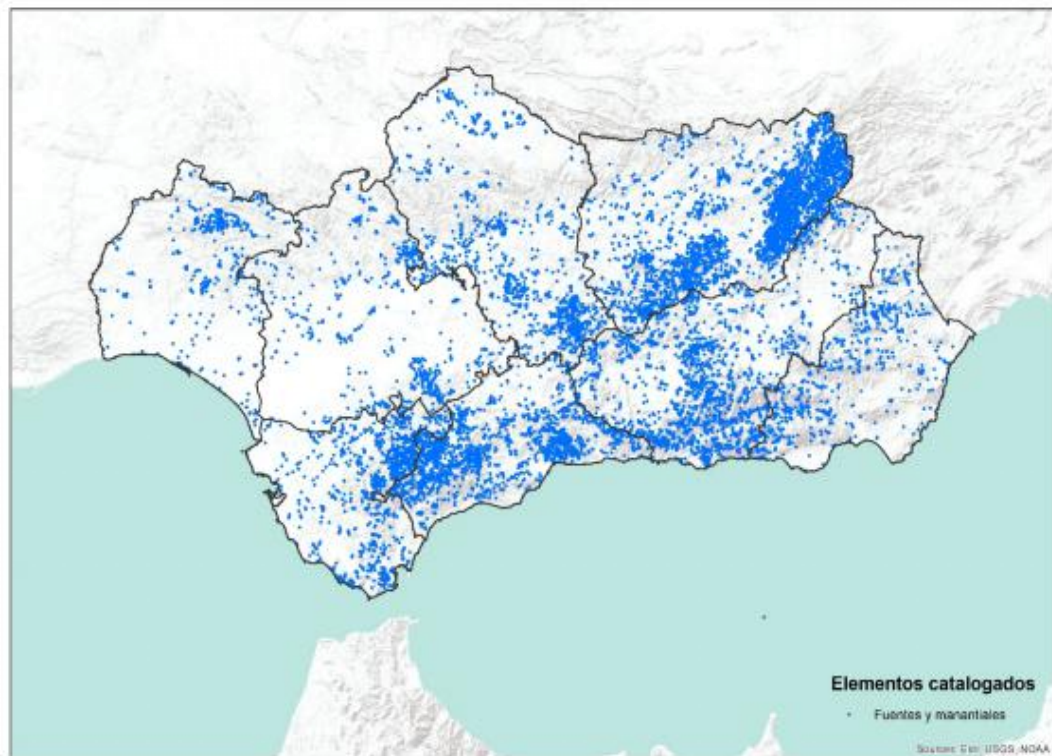 Elementos catalogados
Fuentes y manantiales
Sources: Esri, USGS, NOAA